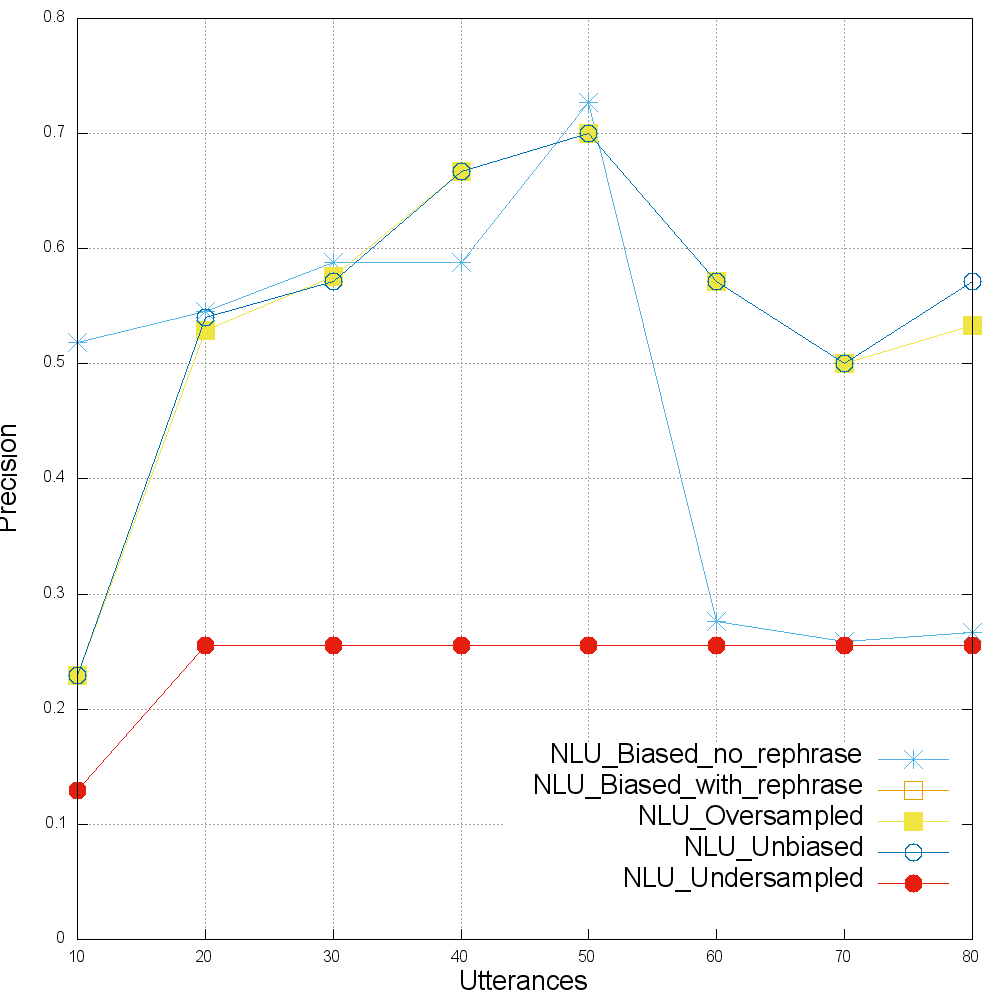 0.8
0.7
0.6
0.5
0.4
0.3
0.2
0.1
0
Precision
NLU_Biased_no_rephrase
NLU_Biased_with_rephrase
NLU_Oversampled
NLU_Unbiased
NLU_Undersampled
10 20 30 40 50 60 70 80
Utterances